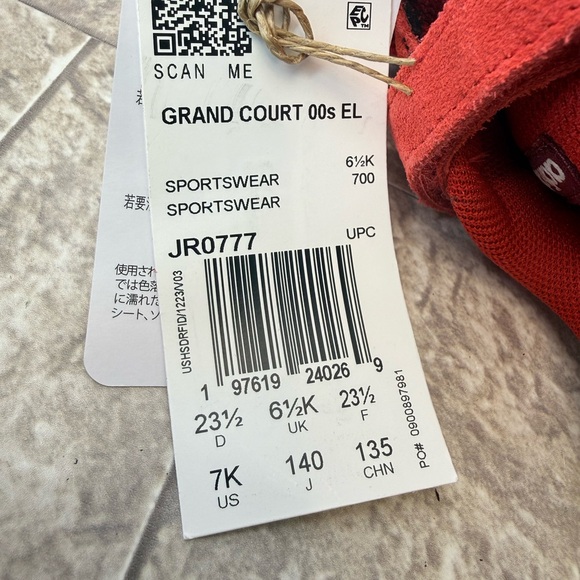 SCAN ME
GRAND COURT 00s EL
6½K
SPORTSWEAR 700
SPORTSWEAR
JR0777 UPC
USHSDRFID/1223/V03
1 97619 24026 9
PO# 0900897981
23½ 6½K 23½
D UK F
7K 140 135
US J CHN
若要
使用され
では色落
に濡れた
シート、ソ